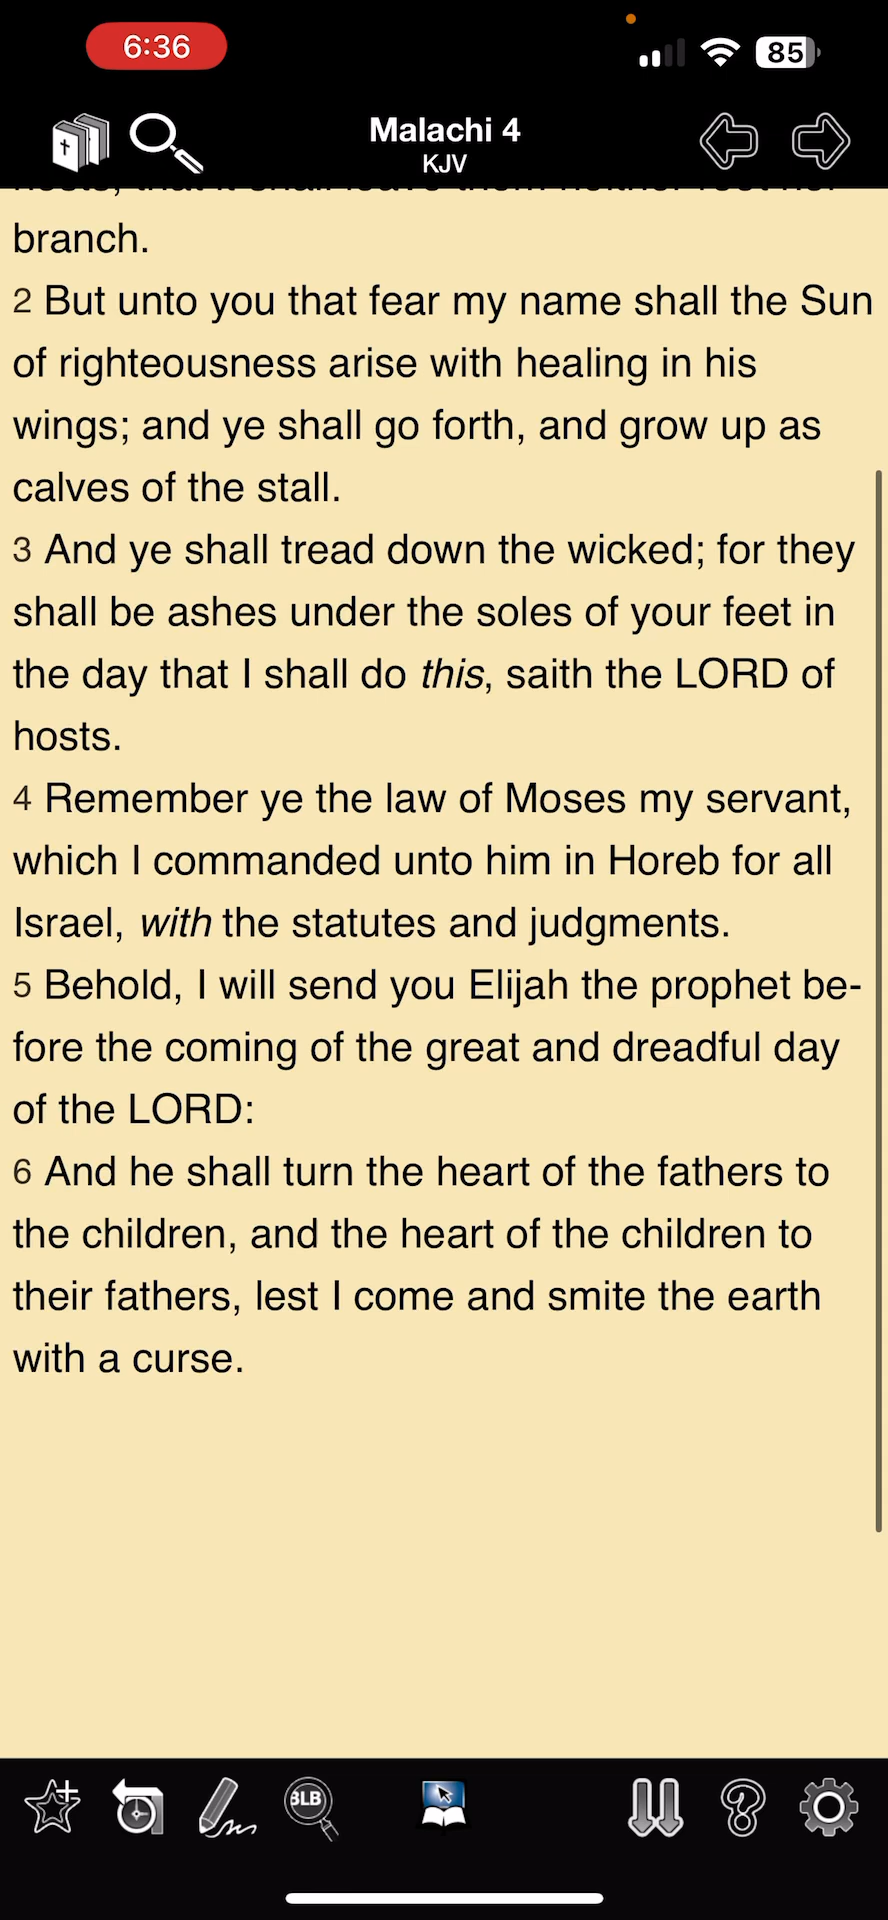 6:36
85
Malachi 4
KJV
branch.
2 But unto you that fear my name shall the Sun
of righteousness arise with healing in his
wings; and ye shall go forth, and grow up as
calves of the stall.
3 And ye shall tread down the wicked; for they
shall be ashes under the soles of your feet in
the day that I shall do this, saith the LORD of
hosts.
4 Remember ye the law of Moses my servant,
which I commanded unto him in Horeb for all
Israel, with the statutes and judgments.
5 Behold, I will send you Elijah the prophet be-
fore the coming of the great and dreadful day
of the LORD:
6 And he shall turn the heart of the fathers to
the children, and the heart of the children to
their fathers, lest I come and smite the earth
with a curse.
BLB